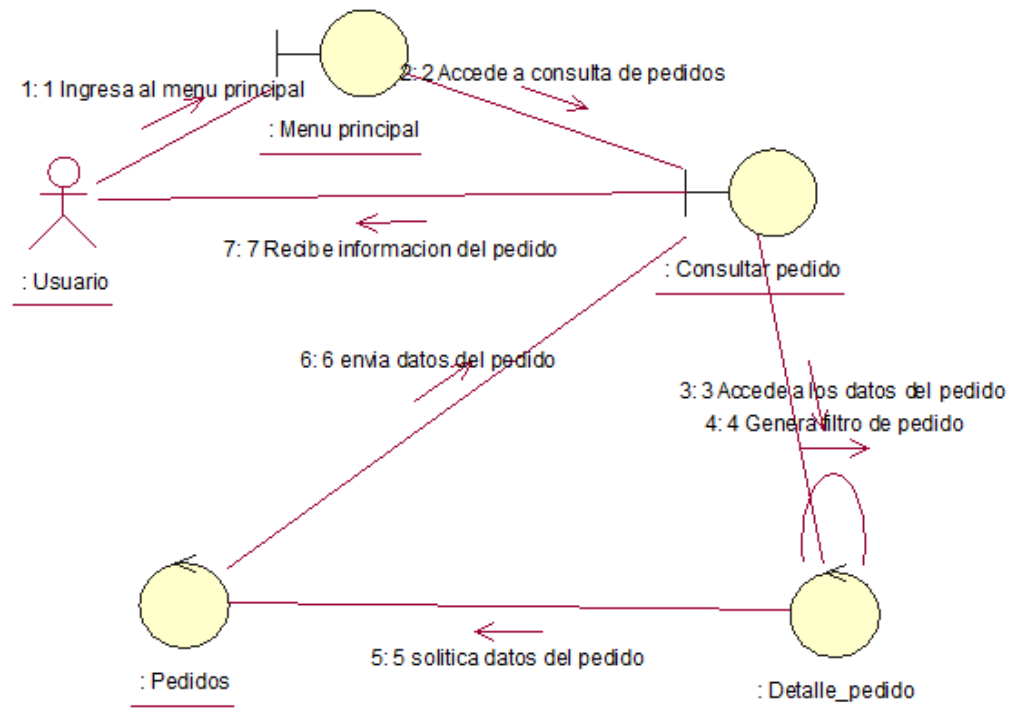 1: 1 Ingresa al menu principal
2: 2 Accede a consulta de pedidos
: Menu principal
7: 7 Recibe informacion del pedido
: Usuario
: Consultar pedido
6: 6 envia datos del pedido
3: 3 Accede a los datos del pedido
4: 4 Genera filtro de pedido
5: 5 solitica datos del pedido
: Pedidos
: Detalle_pedido